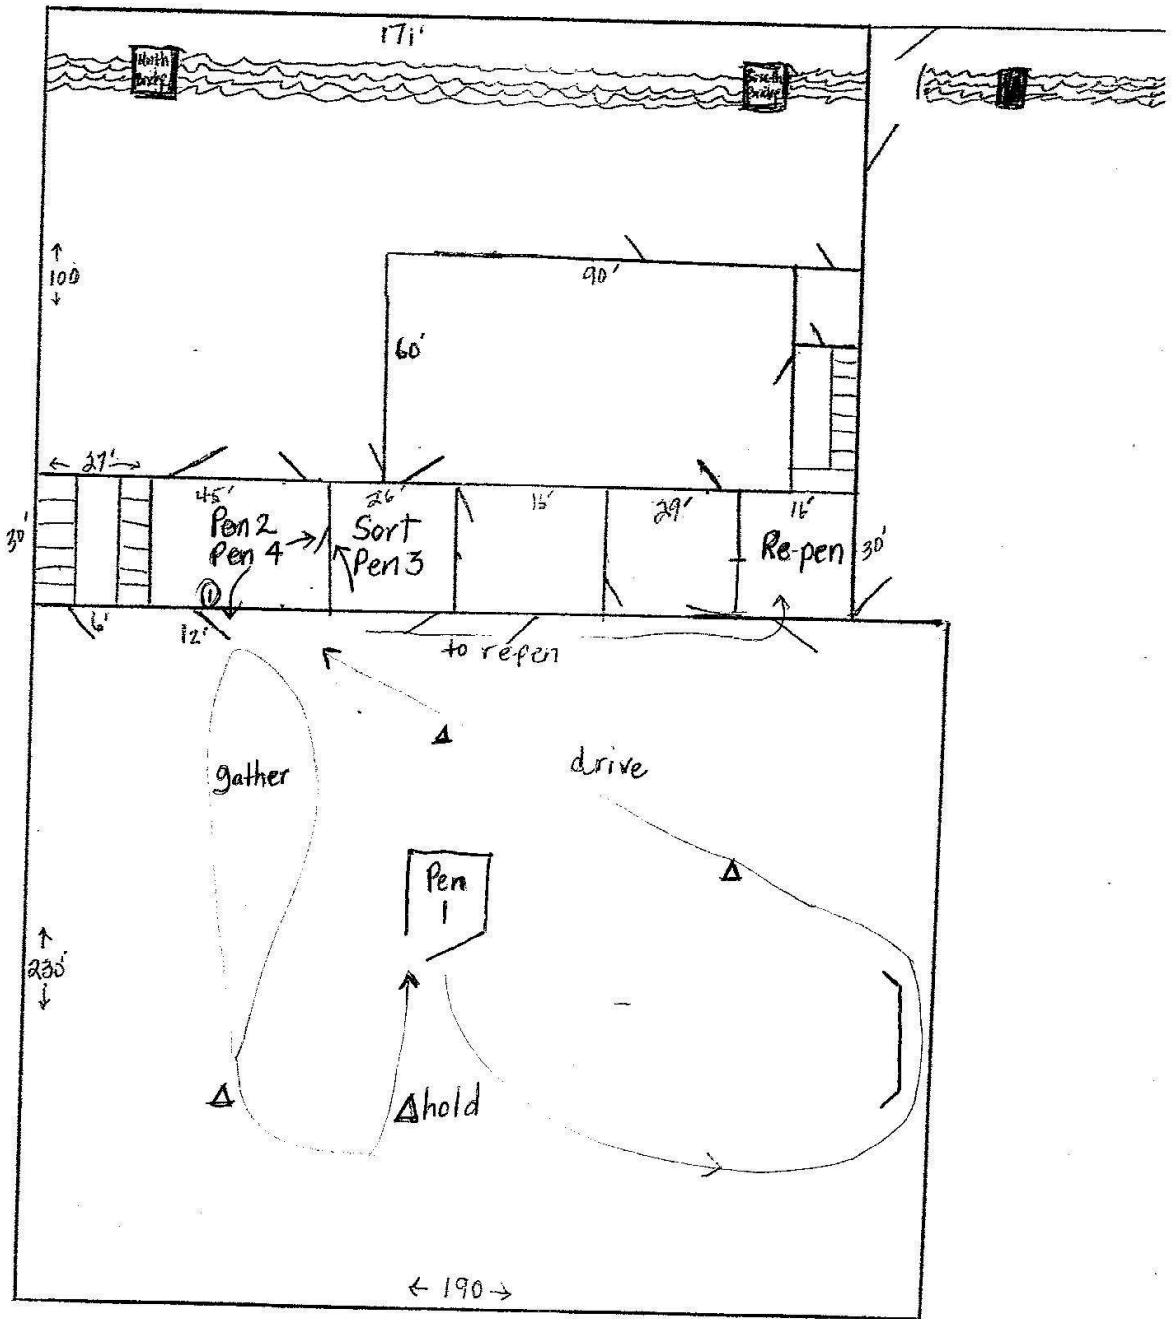 171'
North
Bridge
South
Bridge
100
90'
60'
27'
45'
26'
15'
29'
16'
30'
Pen 2
Pen 4
Sort
Pen 3
Re-pen
30'
1
6'
12'
to repen
gather
drive
Pen
1
230'
hold
190